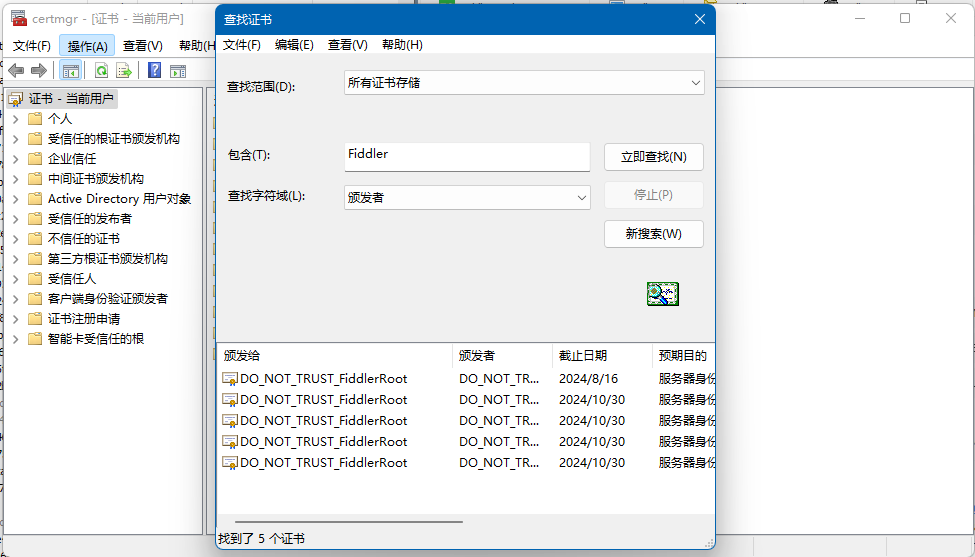 certmgr - [证书 - 当前用户]
文件(F) 操作(A) 查看(V) 帮助(H
证书 - 当前用户
个人
受信任的根证书颁发机构
企业信任
中间证书颁发机构
Active Directory 用户对象
受信任的发布者
不信任的证书
第三方根证书颁发机构
受信任人
客户端身份验证颁发者
证书注册申请
智能卡受信任的根
查找证书
文件(F) 编辑(E) 查看(V) 帮助(H)
查找范围(D): 所有证书存储
包含(T): Fiddler 立即查找(N)
查找字符域(L): 颁发者 停止(P)
新搜索(W)
颁发给 颁发者 截止日期 预期目的
DO_NOT_TRUST_FiddlerRoot DO_NOT_TR... 2024/8/16 服务器身份
DO_NOT_TRUST_FiddlerRoot DO_NOT_TR... 2024/10/30 服务器身份
DO_NOT_TRUST_FiddlerRoot DO_NOT_TR... 2024/10/30 服务器身份
DO_NOT_TRUST_FiddlerRoot DO_NOT_TR... 2024/10/30 服务器身份
DO_NOT_TRUST_FiddlerRoot DO_NOT_TR... 2024/10/30 服务器身份
找到了 5 个证书